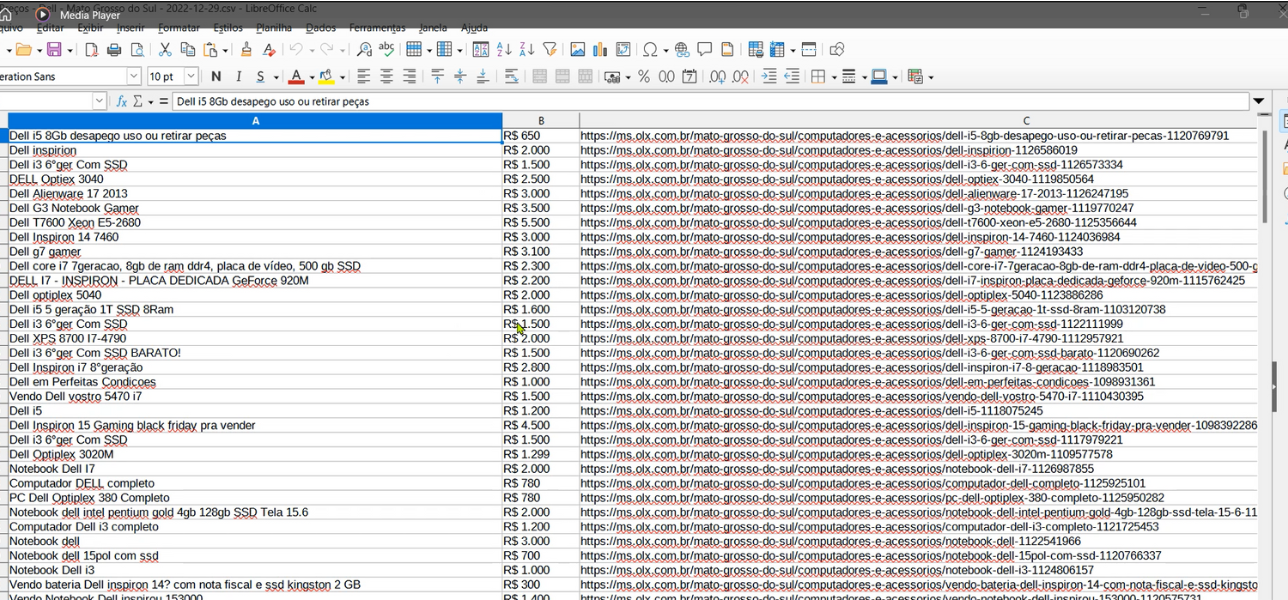 Preços - Dell - Mato Grosso do Sul - 2022-12-29.csv - LibreOffice Calc
Media Player
Editar Exibir Inserir Formatar Estilos Planilha Dados Ferramentas Janela Ajuda
eration Sans 10 pt N I S A
fx Σ = Dell i5 8Gb desapego uso ou retirar peças
A B C
Dell i5 8Gb desapego uso ou retirar peças R$ 650 https://ms.olx.com.br/mato-grosso-do-sul/computadores-e-acessorios/dell-i5-8gb-desapego-uso-ou-retirar-pecas-1120769791
Dell inspirion R$ 2.000 https://ms.olx.com.br/mato-grosso-do-sul/computadores-e-acessorios/dell-inspirion-1126586019
Dell i3 6°ger Com SSD R$ 1.500 https://ms.olx.com.br/mato-grosso-do-sul/computadores-e-acessorios/dell-i3-6-ger-com-ssd-1126573334
DELL Optiex 3040 R$ 2.500 https://ms.olx.com.br/mato-grosso-do-sul/computadores-e-acessorios/dell-optiex-3040-1119850564
Dell Alienware 17 2013 R$ 3.000 https://ms.olx.com.br/mato-grosso-do-sul/computadores-e-acessorios/dell-alienware-17-2013-1126247195
Dell G3 Notebook Gamer R$ 3.500 https://ms.olx.com.br/mato-grosso-do-sul/computadores-e-acessorios/dell-g3-notebook-gamer-1119770247
Dell T7600 Xeon E5-2680 R$ 5.500 https://ms.olx.com.br/mato-grosso-do-sul/computadores-e-acessorios/dell-t7600-xeon-e5-2680-1125356644
Dell Inspiron 14 7460 R$ 3.000 https://ms.olx.com.br/mato-grosso-do-sul/computadores-e-acessorios/dell-inspiron-14-7460-1124036984
Dell g7 gamer R$ 3.100 https://ms.olx.com.br/mato-grosso-do-sul/computadores-e-acessorios/dell-g7-gamer-1124193433
Dell core i7 7geracao, 8gb de ram ddr4, placa de vídeo, 500 gb SSD R$ 2.300 https://ms.olx.com.br/mato-grosso-do-sul/computadores-e-acessorios/dell-core-i7-7geracao-8gb-de-ram-ddr4-placa-de-video-500-g
DELL I7 - INSPIRON - PLACA DEDICADA GeForce 920M R$ 2.200 https://ms.olx.com.br/mato-grosso-do-sul/computadores-e-acessorios/dell-i7-inspiron-placa-dedicada-geforce-920m-1115762425
Dell optiplex 5040 R$ 2.000 https://ms.olx.com.br/mato-grosso-do-sul/computadores-e-acessorios/dell-optiplex-5040-1123886286
Dell i5 5 geração 1T SSD 8Ram R$ 1.600 https://ms.olx.com.br/mato-grosso-do-sul/computadores-e-acessorios/dell-i5-5-geracao-1t-ssd-8ram-1103120738
Dell i3 6°ger Com SSD R$ 1.500 https://ms.olx.com.br/mato-grosso-do-sul/computadores-e-acessorios/dell-i3-6-ger-com-ssd-1122111999
Dell XPS 8700 I7-4790 R$ 2.000 https://ms.olx.com.br/mato-grosso-do-sul/computadores-e-acessorios/dell-xps-8700-i7-4790-1112957921
Dell i3 6°ger Com SSD BARATO! R$ 1.500 https://ms.olx.com.br/mato-grosso-do-sul/computadores-e-acessorios/dell-i3-6-ger-com-ssd-barato-1120690262
Dell Inspiron i7 8°geração R$ 2.800 https://ms.olx.com.br/mato-grosso-do-sul/computadores-e-acessorios/dell-inspiron-i7-8-geracao-1118983501
Dell em Perfeitas Condicoes R$ 1.000 https://ms.olx.com.br/mato-grosso-do-sul/computadores-e-acessorios/dell-em-perfeitas-condicoes-1098931361
Vendo Dell vostro 5470 i7 R$ 1.500 https://ms.olx.com.br/mato-grosso-do-sul/computadores-e-acessorios/vendo-dell-vostro-5470-i7-1110430395
Dell i5 R$ 1.200 https://ms.olx.com.br/mato-grosso-do-sul/computadores-e-acessorios/dell-i5-1118075245
Dell Inspiron 15 Gaming black friday pra vender R$ 4.500 https://ms.olx.com.br/mato-grosso-do-sul/computadores-e-acessorios/dell-inspiron-15-gaming-black-friday-pra-vender-1098392286
Dell i3 6°ger Com SSD R$ 1.500 https://ms.olx.com.br/mato-grosso-do-sul/computadores-e-acessorios/dell-i3-6-ger-com-ssd-1117979221
Dell Optiplex 3020M R$ 1.299 https://ms.olx.com.br/mato-grosso-do-sul/computadores-e-acessorios/dell-optiplex-3020m-1109577578
Notebook Dell I7 R$ 2.000 https://ms.olx.com.br/mato-grosso-do-sul/computadores-e-acessorios/notebook-dell-i7-1126987855
Computador DELL completo R$ 780 https://ms.olx.com.br/mato-grosso-do-sul/computadores-e-acessorios/computador-dell-completo-1125925101
PC Dell Optiplex 380 Completo R$ 780 https://ms.olx.com.br/mato-grosso-do-sul/computadores-e-acessorios/pc-dell-optiplex-380-completo-1125950282
Notebook dell intel pentium gold 4gb 128gb SSD Tela 15.6 R$ 2.000 https://ms.olx.com.br/mato-grosso-do-sul/computadores-e-acessorios/notebook-dell-intel-pentium-gold-4gb-128gb-ssd-tela-15-6-11
Computador Dell i3 completo R$ 1.200 https://ms.olx.com.br/mato-grosso-do-sul/computadores-e-acessorios/computador-dell-i3-completo-1121725453
Notebook dell R$ 3.000 https://ms.olx.com.br/mato-grosso-do-sul/computadores-e-acessorios/notebook-dell-1122541966
Notebook dell 15pol com ssd R$ 700 https://ms.olx.com.br/mato-grosso-do-sul/computadores-e-acessorios/notebook-dell-15pol-com-ssd-1120766337
Notebook Dell i3 R$ 1.000 https://ms.olx.com.br/mato-grosso-do-sul/computadores-e-acessorios/notebook-dell-i3-1124806157
Vendo bateria Dell inspiron 14? com nota fiscal e ssd kingston 2 GB R$ 300 https://ms.olx.com.br/mato-grosso-do-sul/computadores-e-acessorios/vendo-bateria-dell-inspiron-14-com-nota-fiscal-e-ssd-kingsto
Vendo Notebook Dell inspirou 153000 R$ 1.400 https://ms.olx.com.br/mato-grosso-do-sul/computadores-e-acessorios/vendo-notebook-dell-inspirou-153000-1120575731